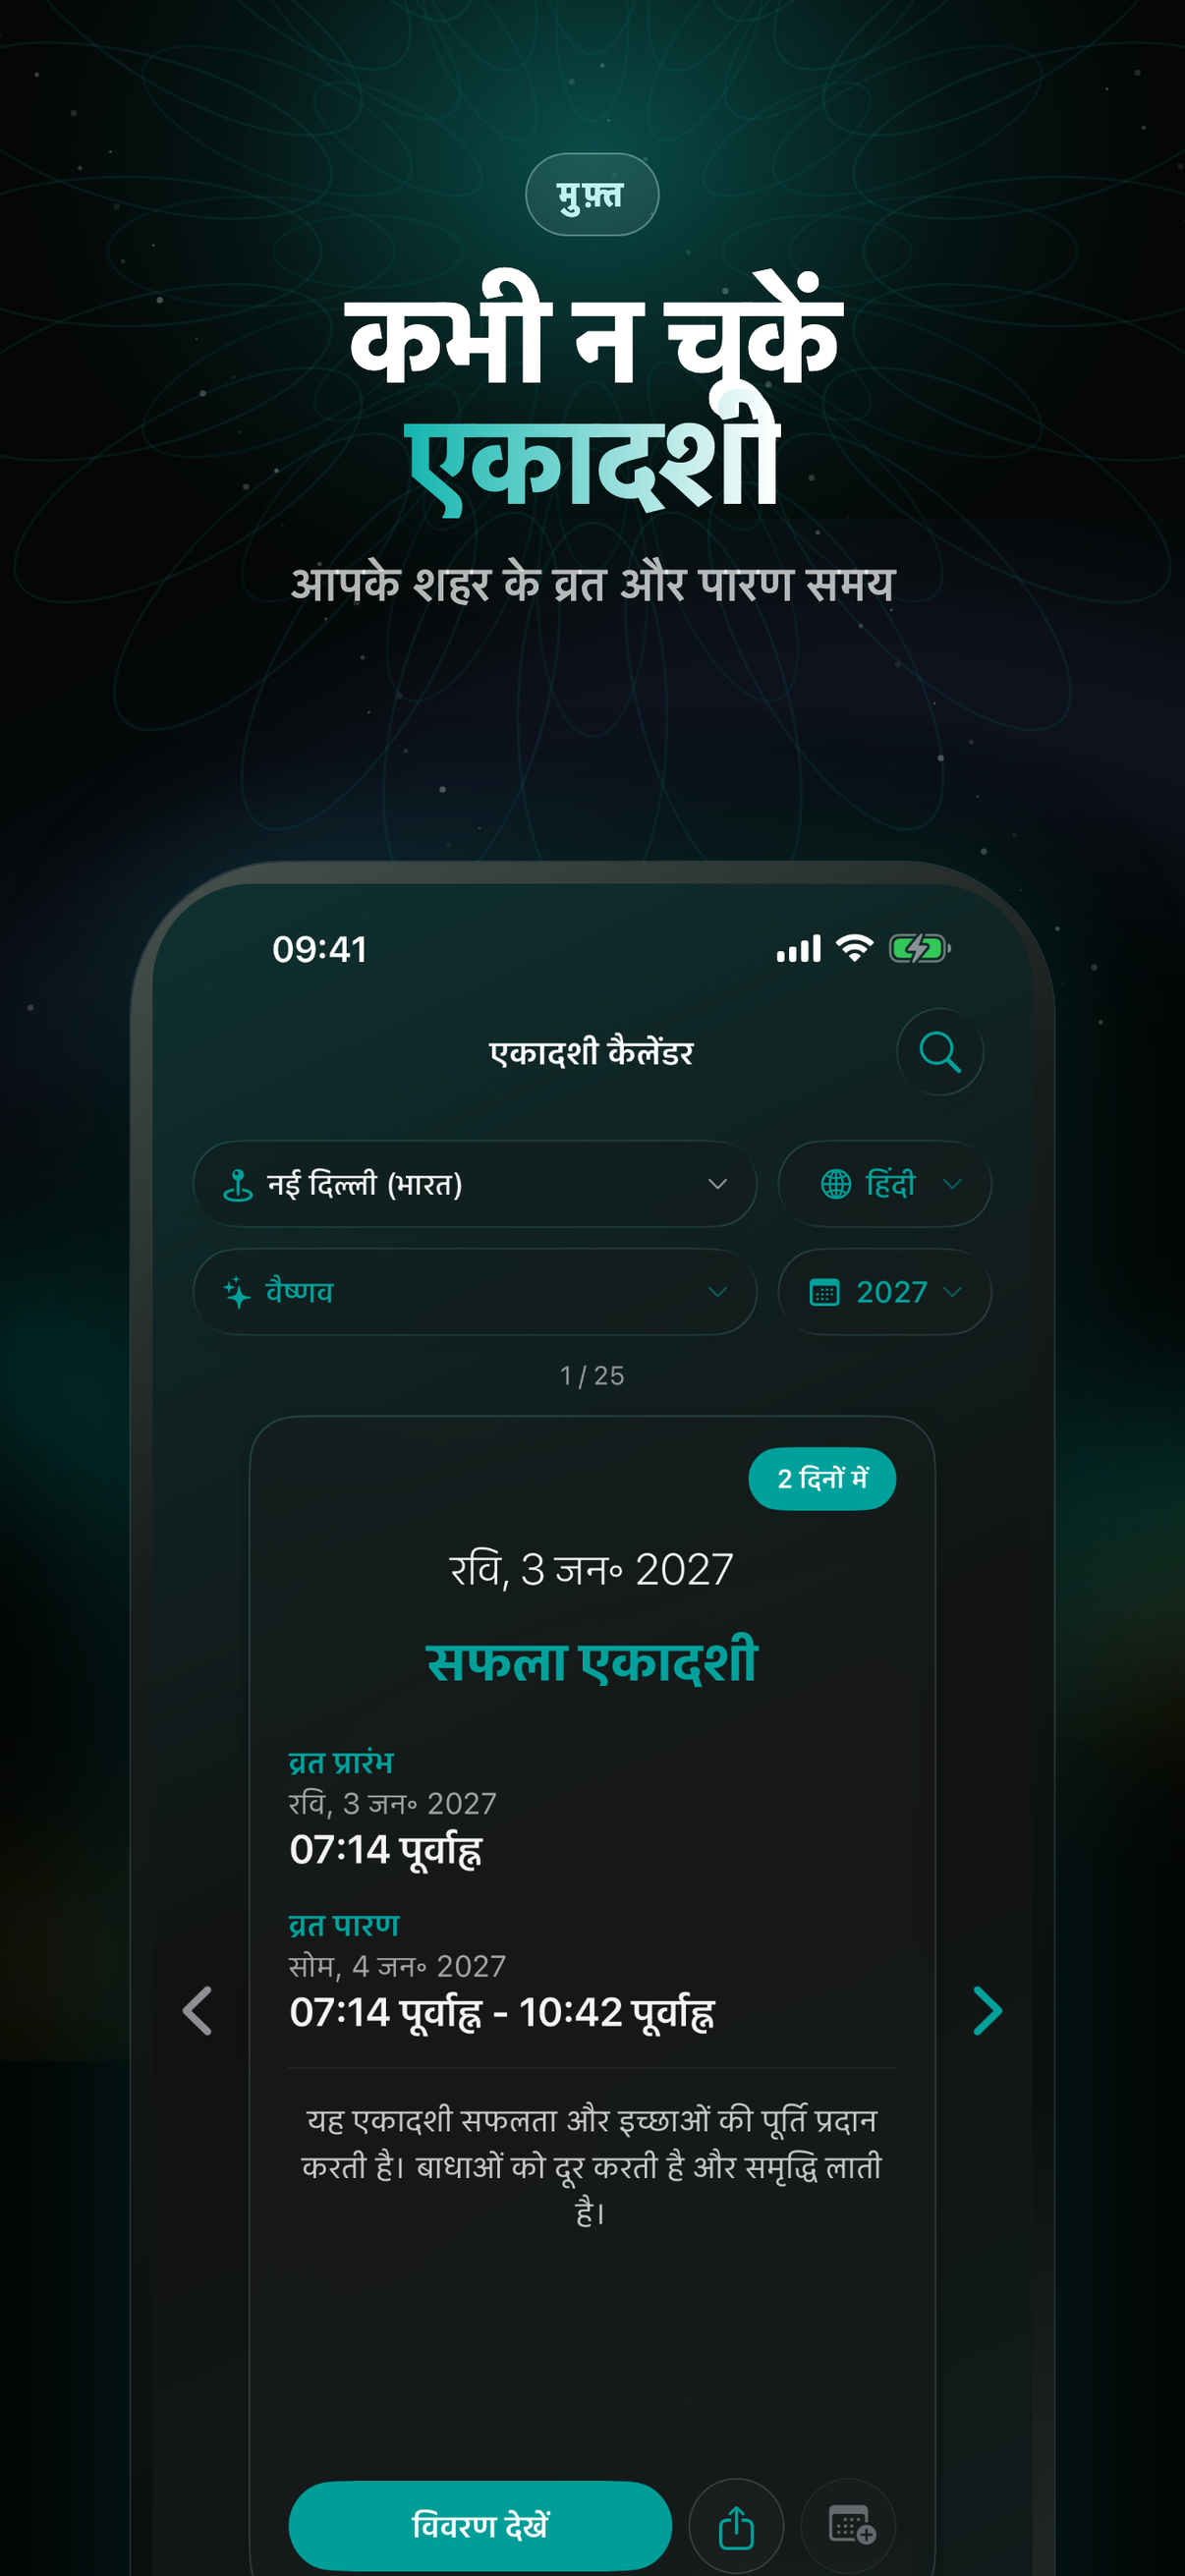 मुफ़्त
कभी न चूकें
एकादशी
आपके शहर के व्रत और पारण समय
09:41
एकादशी कैलेंडर
नई दिल्ली (भारत)
हिंदी
वैष्णव
2027
1 / 25
2 दिनों में
रवि, 3 जन॰ 2027
सफला एकादशी
व्रत प्रारंभ
रवि, 3 जन॰ 2027
07:14 पूर्वाह्न
व्रत पारण
सोम, 4 जन॰ 2027
07:14 पूर्वाह्न - 10:42 पूर्वाह्न
यह एकादशी सफलता और इच्छाओं की पूर्ति प्रदान
करती है। बाधाओं को दूर करती है और समृद्धि लाती
है।
विवरण देखें